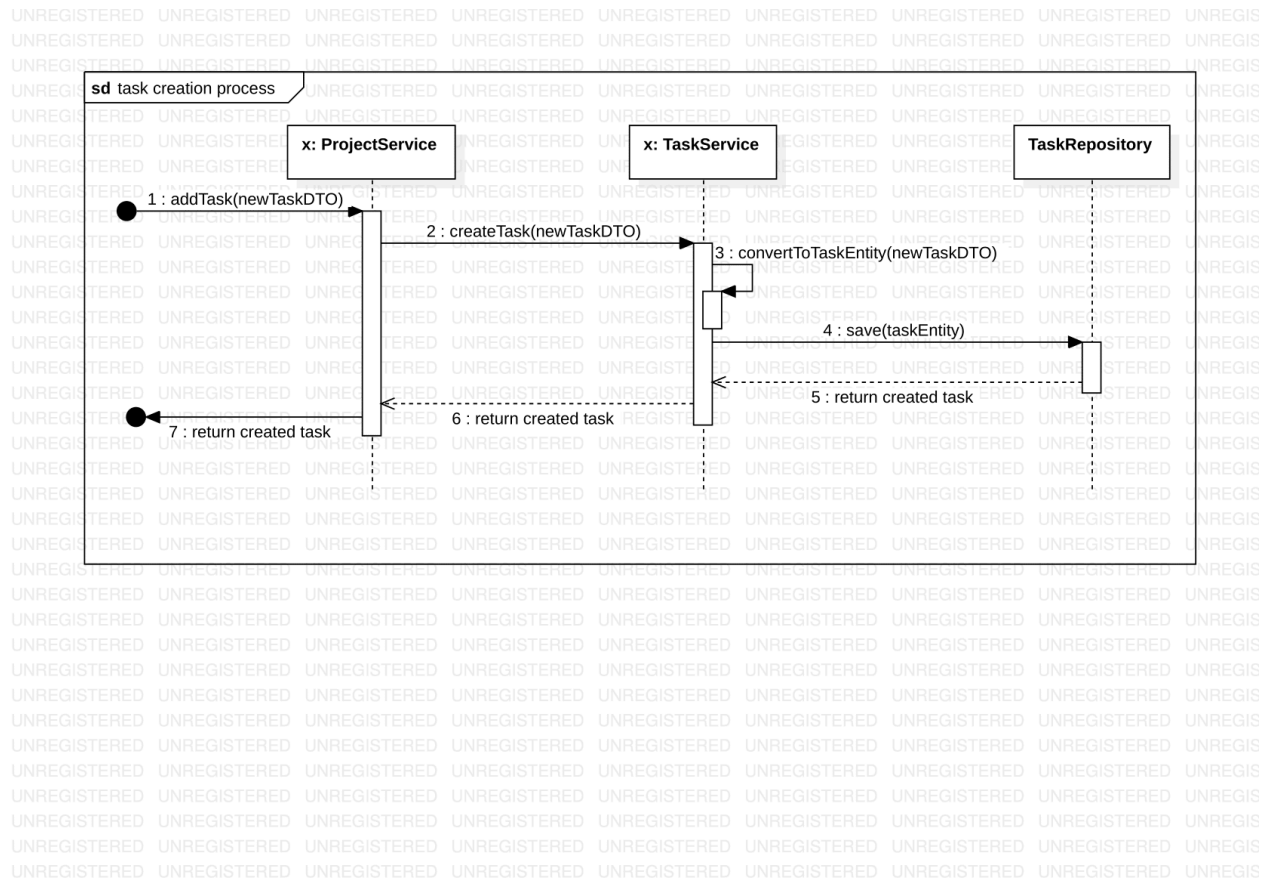 sd task creation process
x: ProjectService
x: TaskService
TaskRepository
1 : addTask(newTaskDTO)
2 : createTask(newTaskDTO)
3 : convertToTaskEntity(newTaskDTO)
4 : save(taskEntity)
5 : return created task
6 : return created task
7 : return created task
UNREGISTERED